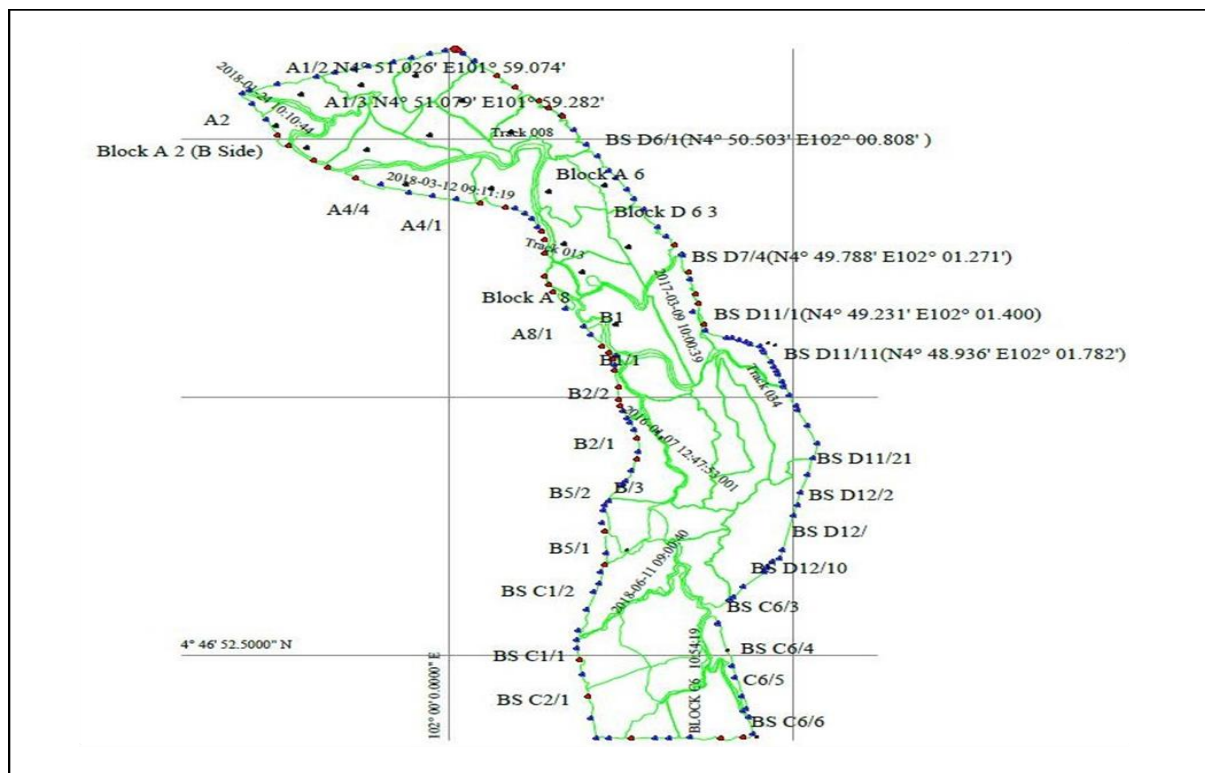 A1/2 N4° 51.026' E101° 59.074'
2018-01-24 10:10:44
A1/3 N4° 51.079' E101° 59.282'
A2
Track 008
BS D6/1(N4° 50.503' E102° 00.808' )
Block A 2 (B Side)
Block A 6
2018-03-12 09:11:19
A4/4
Block D 6 3
A4/1
Track 013
BS D7/4(N4° 49.788' E102° 01.271')
Block A 8
2017-03-09 10:00:39
B1
BS D11/1(N4° 49.231' E102° 01.400)
A8/1
B1/1
BS D11/11(N4° 48.936' E102° 01.782')
Track 034
B2/2
2016-01-07 12:47:53 001
B2/1
BS D11/21
B5/2
B/3
BS D12/2
BS D12/
B5/1
BS D12/10
BS C1/2
2018-06-11 09:00:40
BS C6/3
4° 46' 52.5000" N
BS C6/4
BS C1/1
C6/5
102° 00' 0.0000" E
BLOCK C6 10:54:19
BS C2/1
BS C6/6